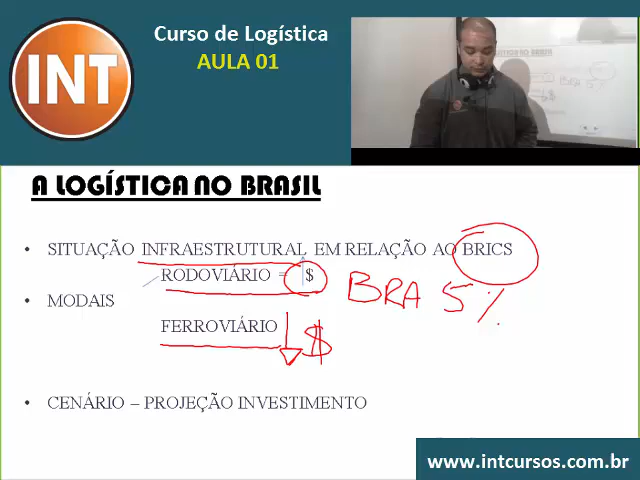 Curso de Logística
AULA 01
INT
A LOGÍSTICA NO BRASIL
• SITUAÇÃO INFRAESTRUTURAL EM RELAÇÃO AO BRICS
RODOVIÁRIO = $
BRA 5%
• MODAIS
FERROVIÁRIO $
• CENÁRIO – PROJEÇÃO INVESTIMENTO
www.intcursos.com.br